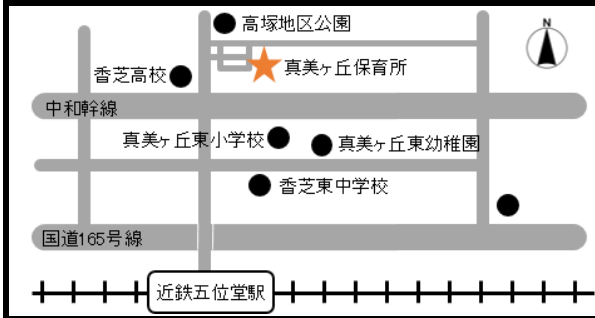 高塚地区公園
N
真美ヶ丘保育所
香芝高校
中和幹線
真美ヶ丘東小学校
真美ヶ丘東幼稚園
香芝東中学校
国道165号線
近鉄五位堂駅